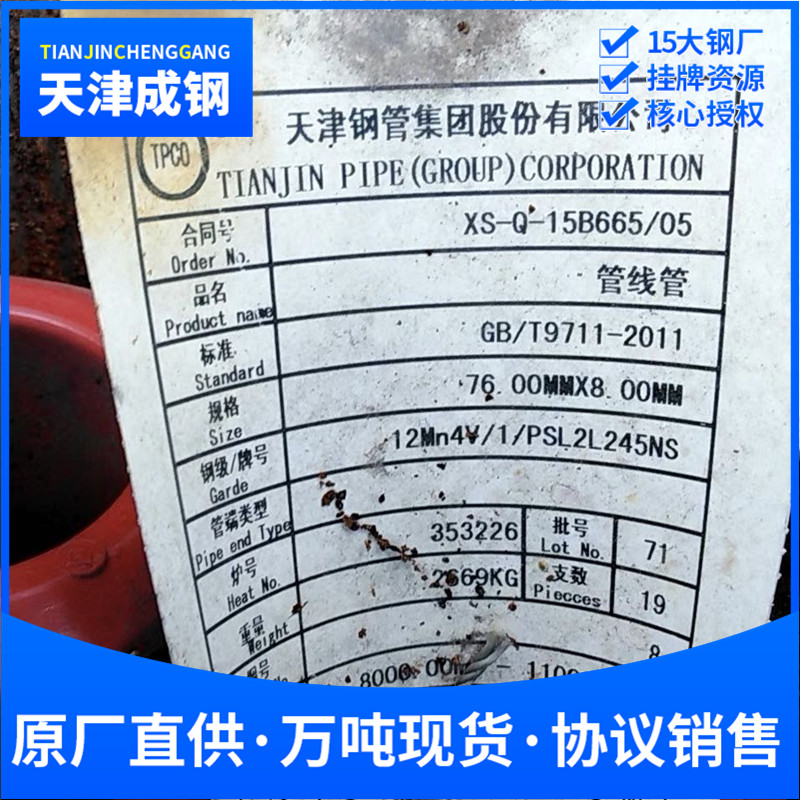 TIANJINCHENGGANG
天津成钢
15大钢厂
挂牌资源
核心授权
TPCO
天津钢管集团股份有限公司
TIANJIN PIPE(GROUP)CORPORATION
合同号 XS-Q-15B665/05
Order No.
品名 管线管
Product name
标准 GB/T9711-2011
Standard
规格 76.00MMX8.00MM
Size
钢级/牌号 12Mn4V/1/PSL2L245NS
Garde
管端类型
Pipe end Type
炉号 353226 批号 71
Heat No. Lot No.
重量 2669KG 支数 19
Weight Piecces
8
8000.00M - 1100
原厂直供·万吨现货·协议销售